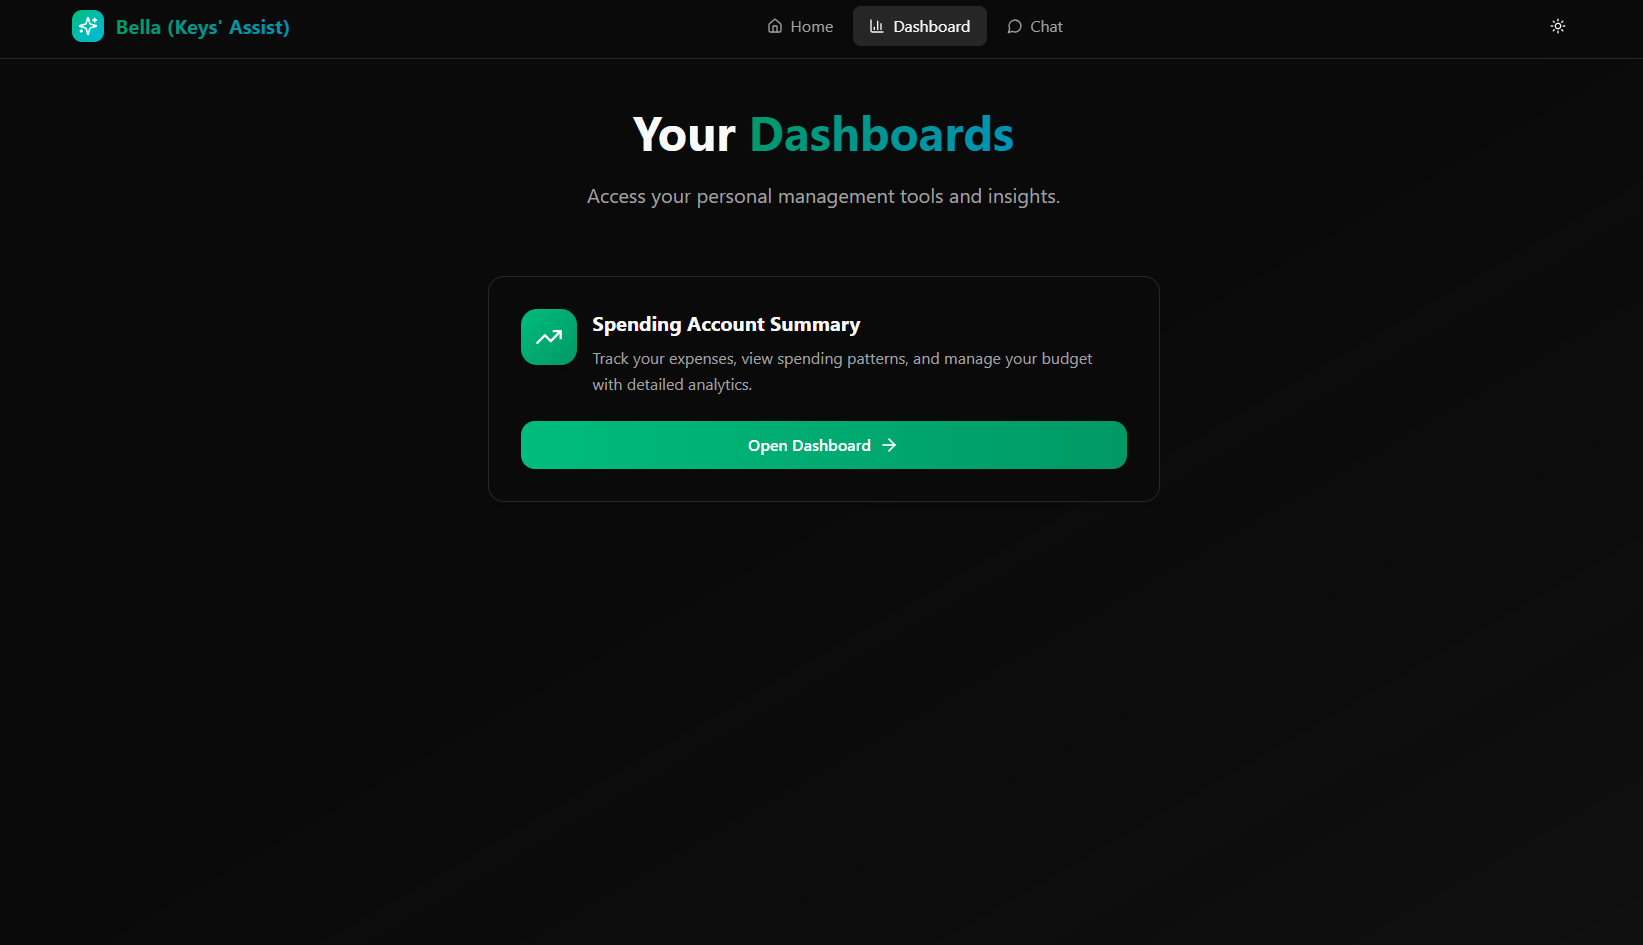 Bella (Keys' Assist)
Home
Dashboard
Chat
Your Dashboards
Access your personal management tools and insights.
Spending Account Summary
Track your expenses, view spending patterns, and manage your budget
with detailed analytics.
Open Dashboard